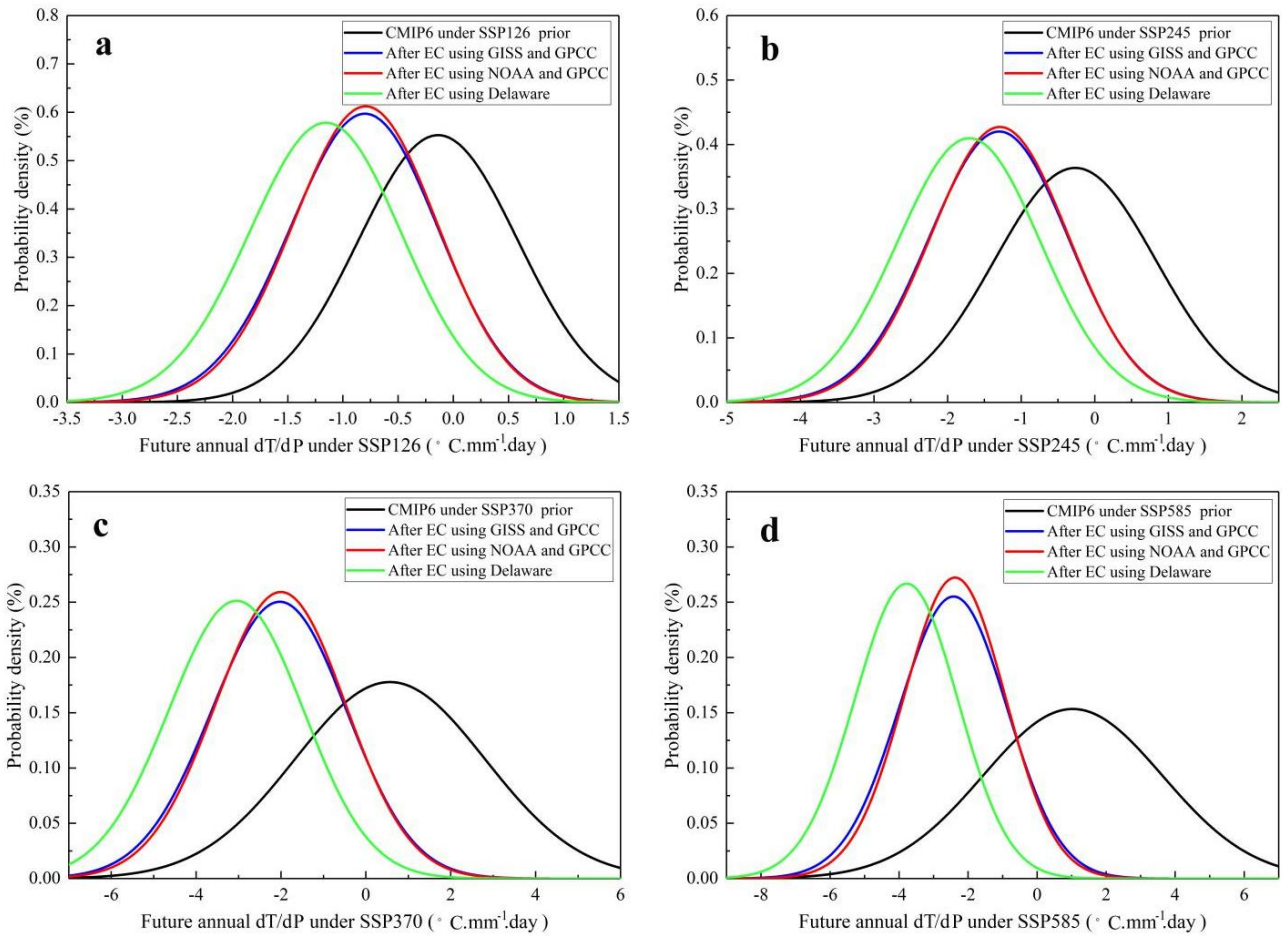 a
CMIP6 under SSP126 prior
After EC using GISS and GPCC
After EC using NOAA and GPCC
After EC using Delaware
Probability density (%)
0.8
0.7
0.6
0.5
0.4
0.3
0.2
0.1
0.0
-3.5 -3.0 -2.5 -2.0 -1.5 -1.0 -0.5 0.0 0.5 1.0 1.5
Future annual dT/dP under SSP126 (° C.mm⁻¹.day)
b
CMIP6 under SSP245 prior
After EC using GISS and GPCC
After EC using NOAA and GPCC
After EC using Delaware
Probability density (%)
0.6
0.5
0.4
0.3
0.2
0.1
0.0
-5 -4 -3 -2 -1 0 1 2
Future annual dT/dP under SSP245 (° C.mm⁻¹.day)
c
CMIP6 under SSP370 prior
After EC using GISS and GPCC
After EC using NOAA and GPCC
After EC using Delaware
Probability density (%)
0.35
0.30
0.25
0.20
0.15
0.10
0.05
0.00
-6 -4 -2 0 2 4 6
Future annual dT/dP under SSP370 (° C.mm⁻¹.day)
d
CMIP6 under SSP585 prior
After EC using GISS and GPCC
After EC using NOAA and GPCC
After EC using Delaware
Probability density (%)
0.35
0.30
0.25
0.20
0.15
0.10
0.05
0.00
-8 -6 -4 -2 0 2 4 6
Future annual dT/dP under SSP585 (° C.mm⁻¹.day)